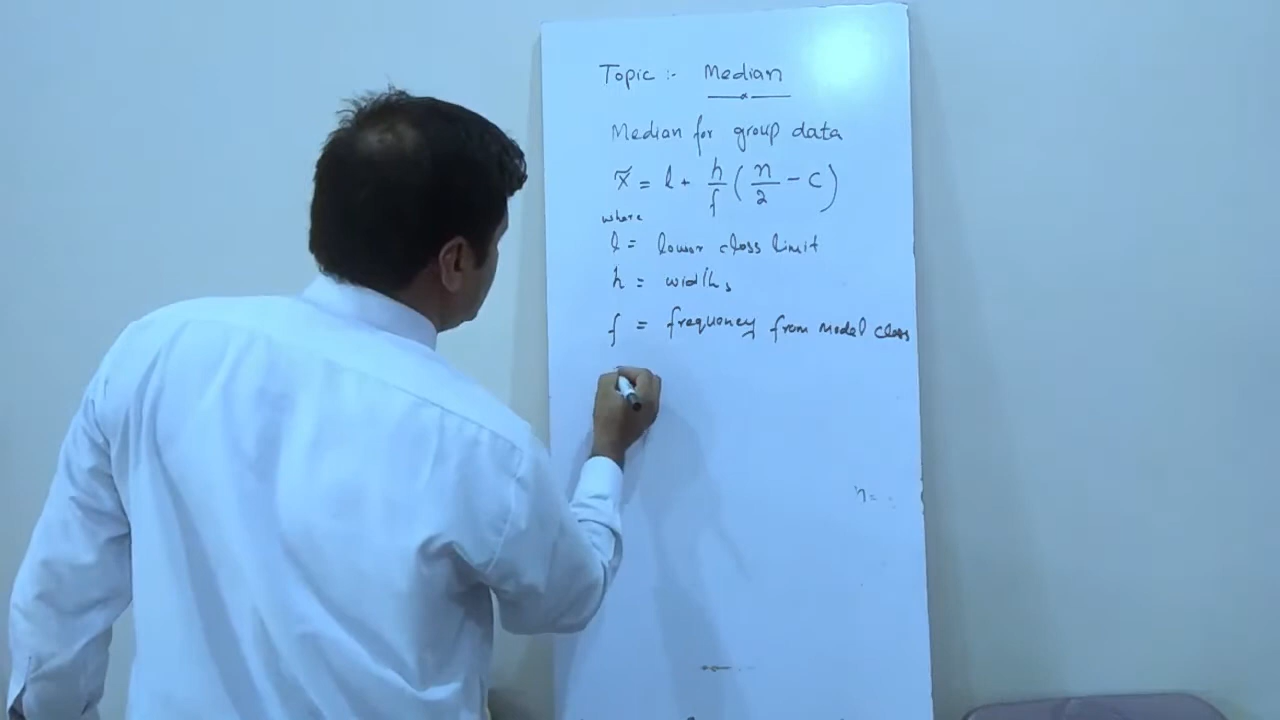 Topic :- Median
Median for group data
x̃ = l + h/f ( n/2 - C )
where
l = lower class limit
h = width,
f = frequency from model class
n =